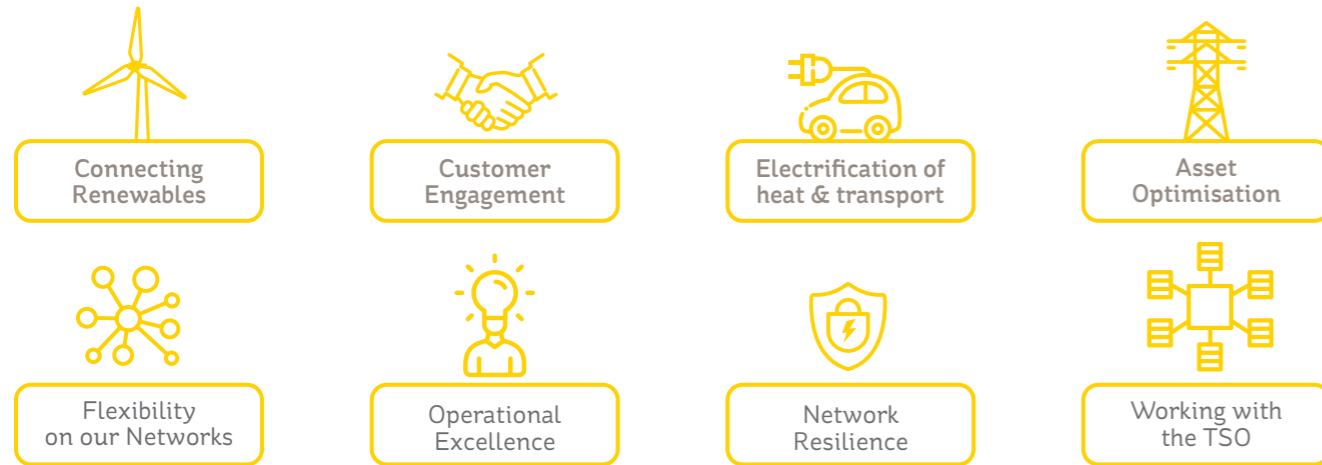 Connecting
Renewables
Customer
Engagement
Electrification of
heat & transport
Asset
Optimisation
Flexibility
on our Networks
Operational
Excellence
Network
Resilience
Working with
the TSO